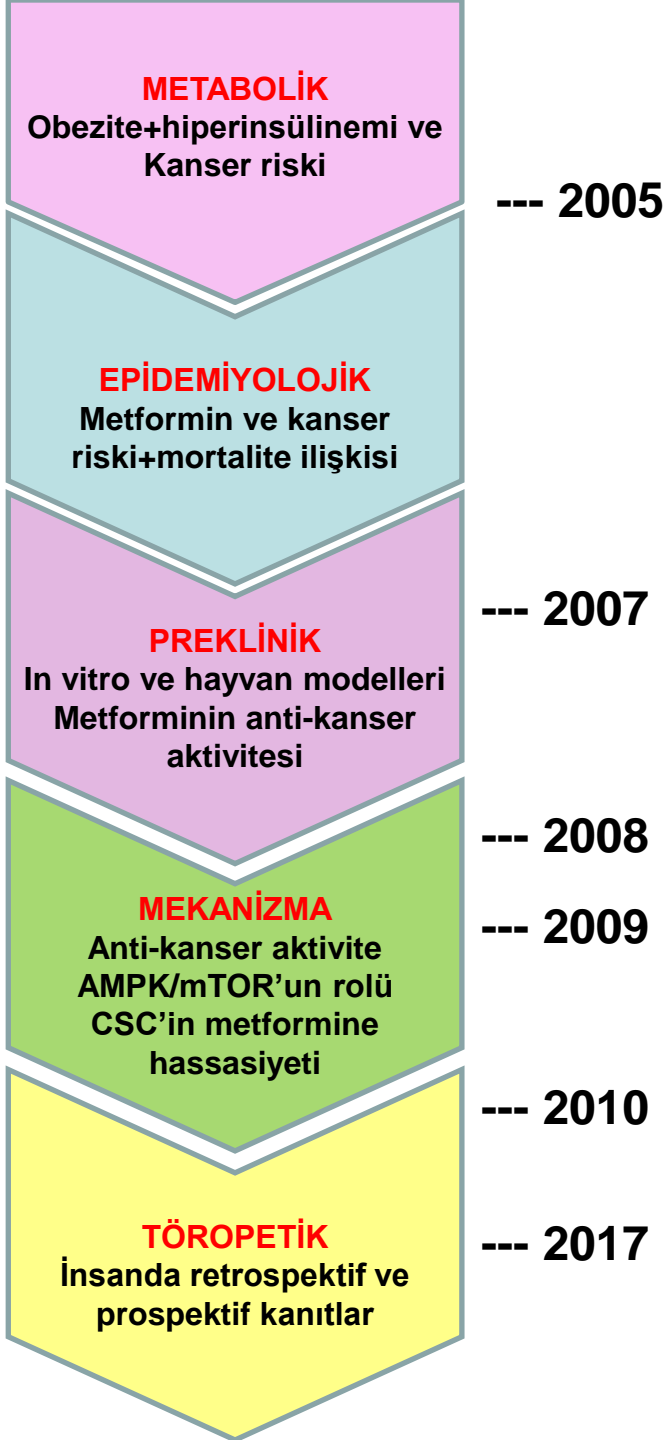 METABOLİK
Obezite+hiperinsülinemi ve
Kanser riski
--- 2005
EPİDEMİYOLOJİK
Metformin ve kanser
riski+mortalite ilişkisi
--- 2007
PREKLİNİK
In vitro ve hayvan modelleri
Metforminin anti-kanser
aktivitesi
--- 2008
MEKANİZMA
--- 2009
Anti-kanser aktivite
AMPK/mTOR’un rolü
CSC’in metformine
hassasiyeti
--- 2010
TÖROPETİK
--- 2017
İnsanda retrospektif ve
prospektif kanıtlar